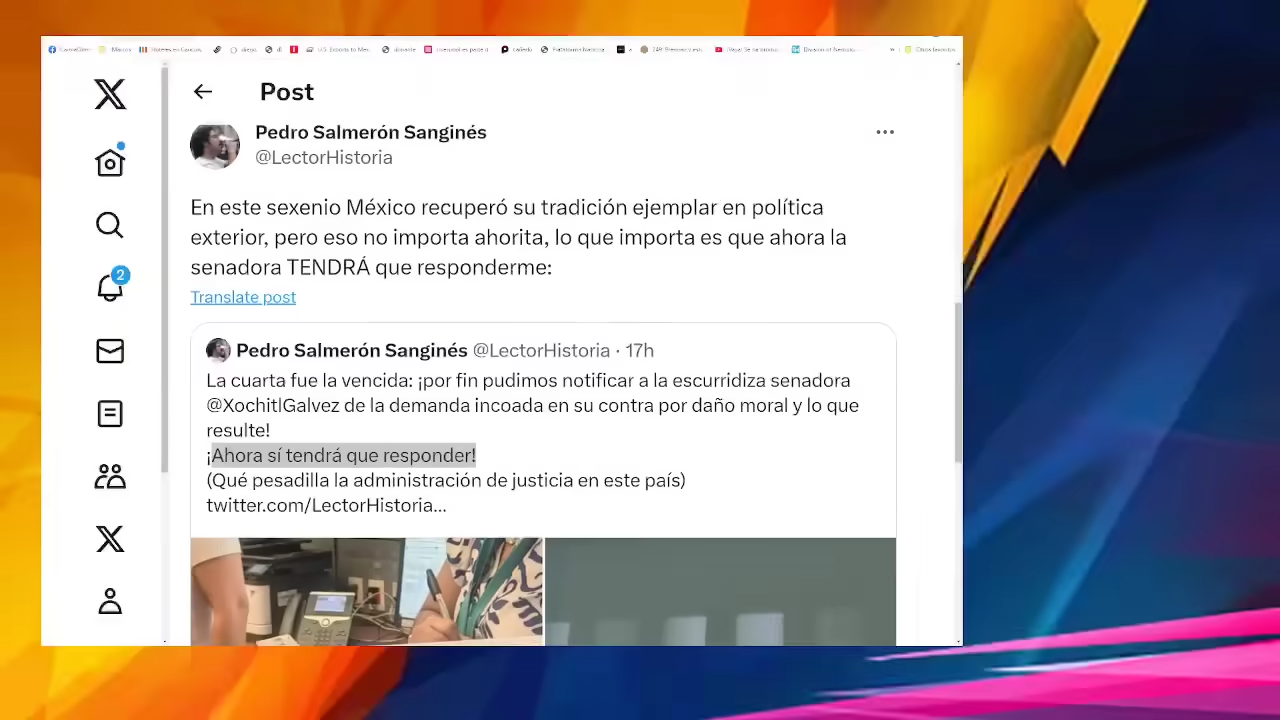 Post
Pedro Salmerón Sanginés
@LectorHistoria
En este sexenio México recuperó su tradición ejemplar en política
exterior, pero eso no importa ahorita, lo que importa es que ahora la
senadora TENDRÁ que responderme:
Translate post
2
Pedro Salmerón Sanginés @LectorHistoria · 17h
La cuarta fue la vencida: ¡por fin pudimos notificar a la escurridiza senadora
@XochitlGalvez de la demanda incoada en su contra por daño moral y lo que
resulte!
¡Ahora sí tendrá que responder!
(Qué pesadilla la administración de justicia en este país)
twitter.com/LectorHistoria...